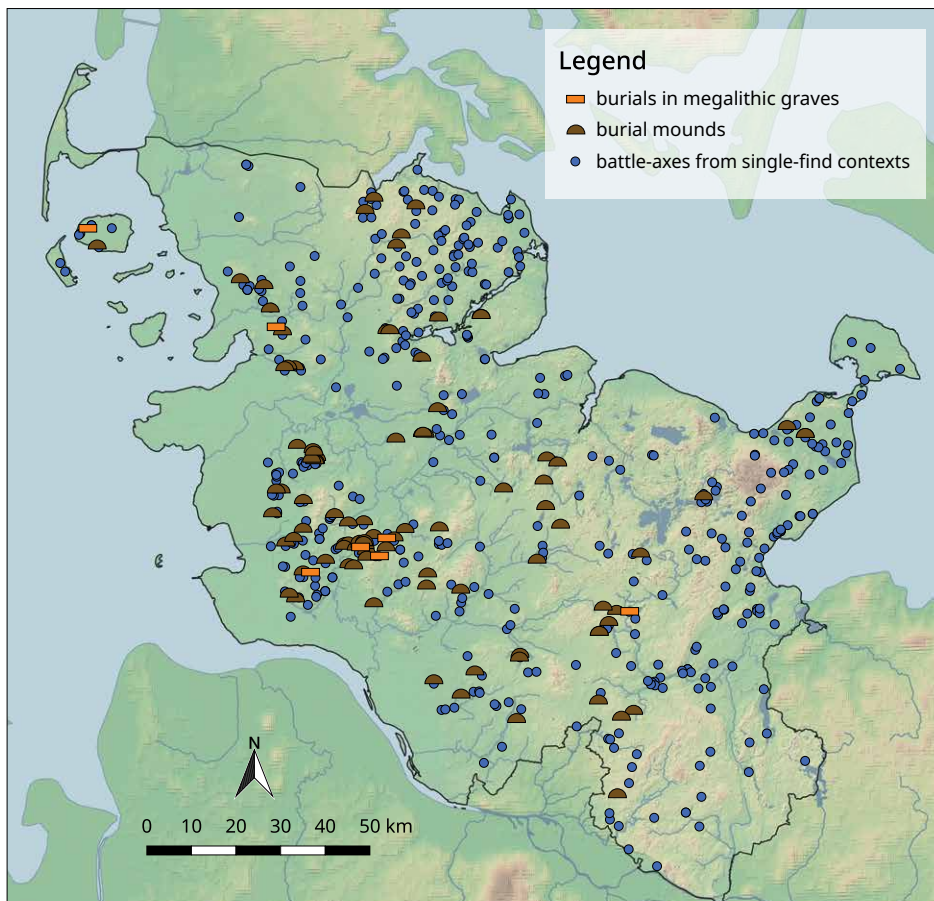 Legend
burials in megalithic graves
burial mounds
battle-axes from single-find contexts
N
0 10 20 30 40 50 km